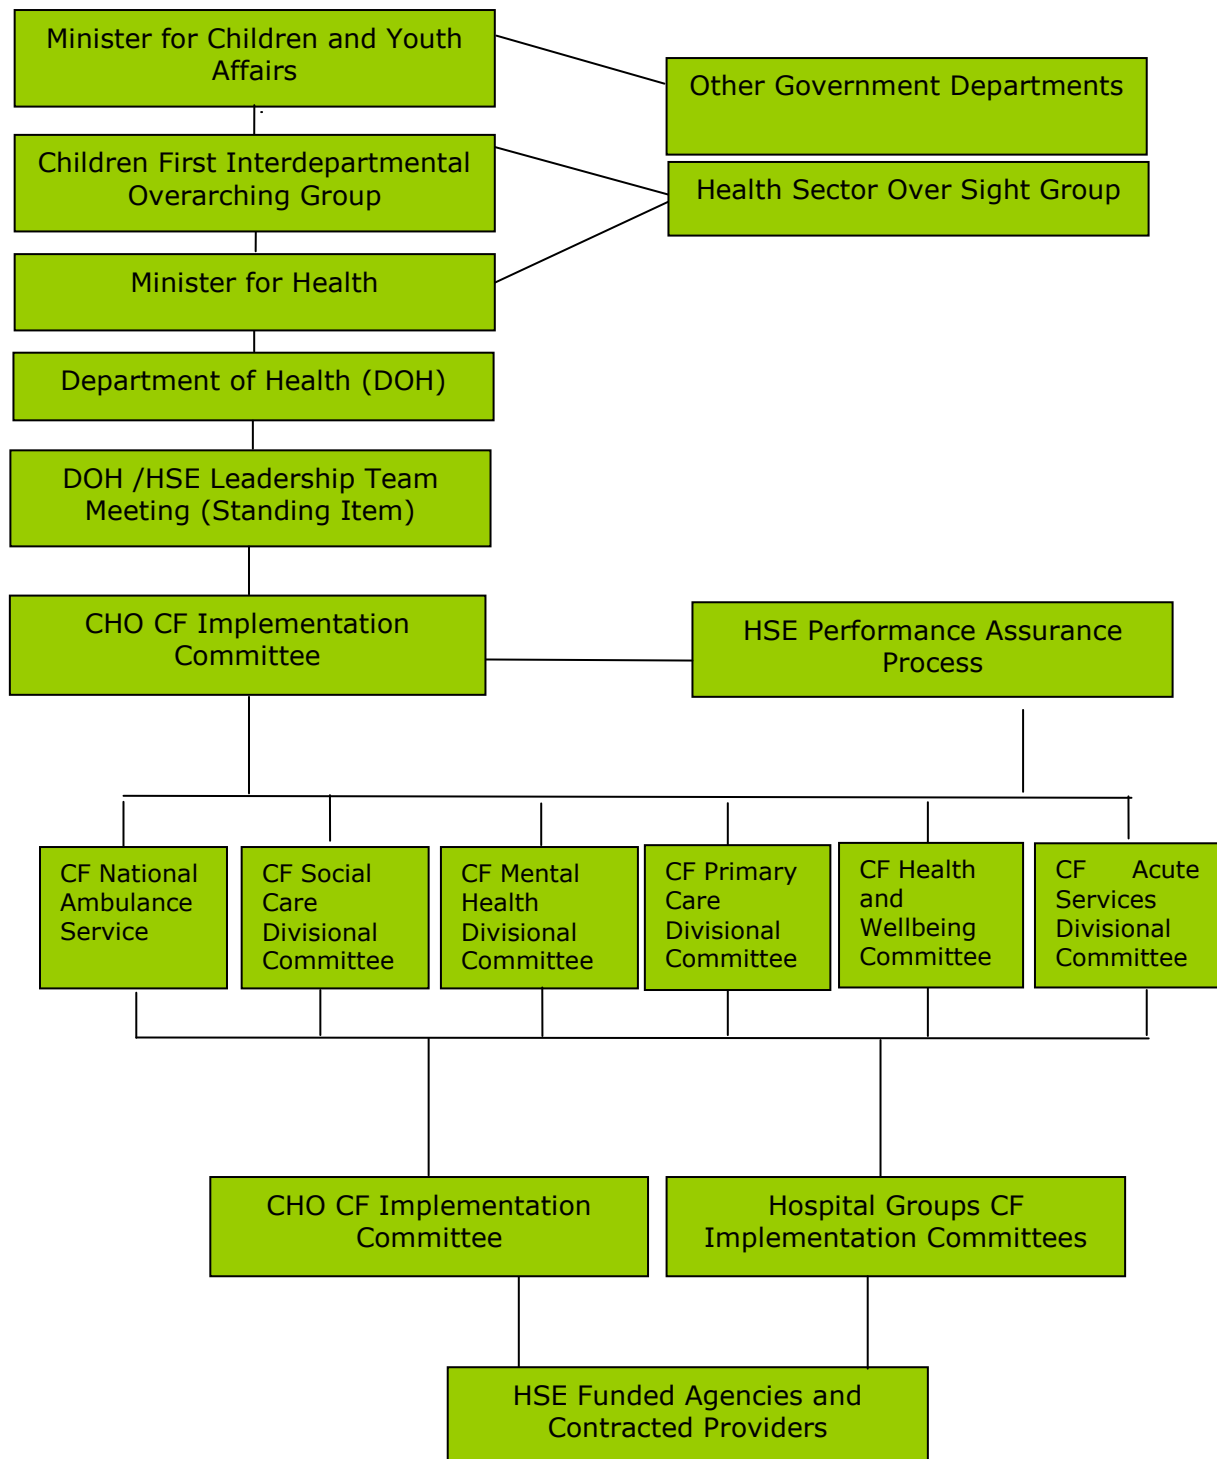 Minister for Children and Youth
Affairs
Other Government Departments
Children First Interdepartmental
Overarching Group
Health Sector Over Sight Group
Minister for Health
Department of Health (DOH)
DOH /HSE Leadership Team
Meeting (Standing Item)
CHO CF Implementation
Committee
HSE Performance Assurance
Process
CF National
Ambulance
Service
CF Social
Care
Divisional
Committee
CF Mental
Health
Divisional
Committee
CF Primary
Care
Divisional
Committee
CF Health
and
Wellbeing
Committee
CF Acute
Services
Divisional
Committee
CHO CF Implementation
Committee
Hospital Groups CF
Implementation Committees
HSE Funded Agencies and
Contracted Providers